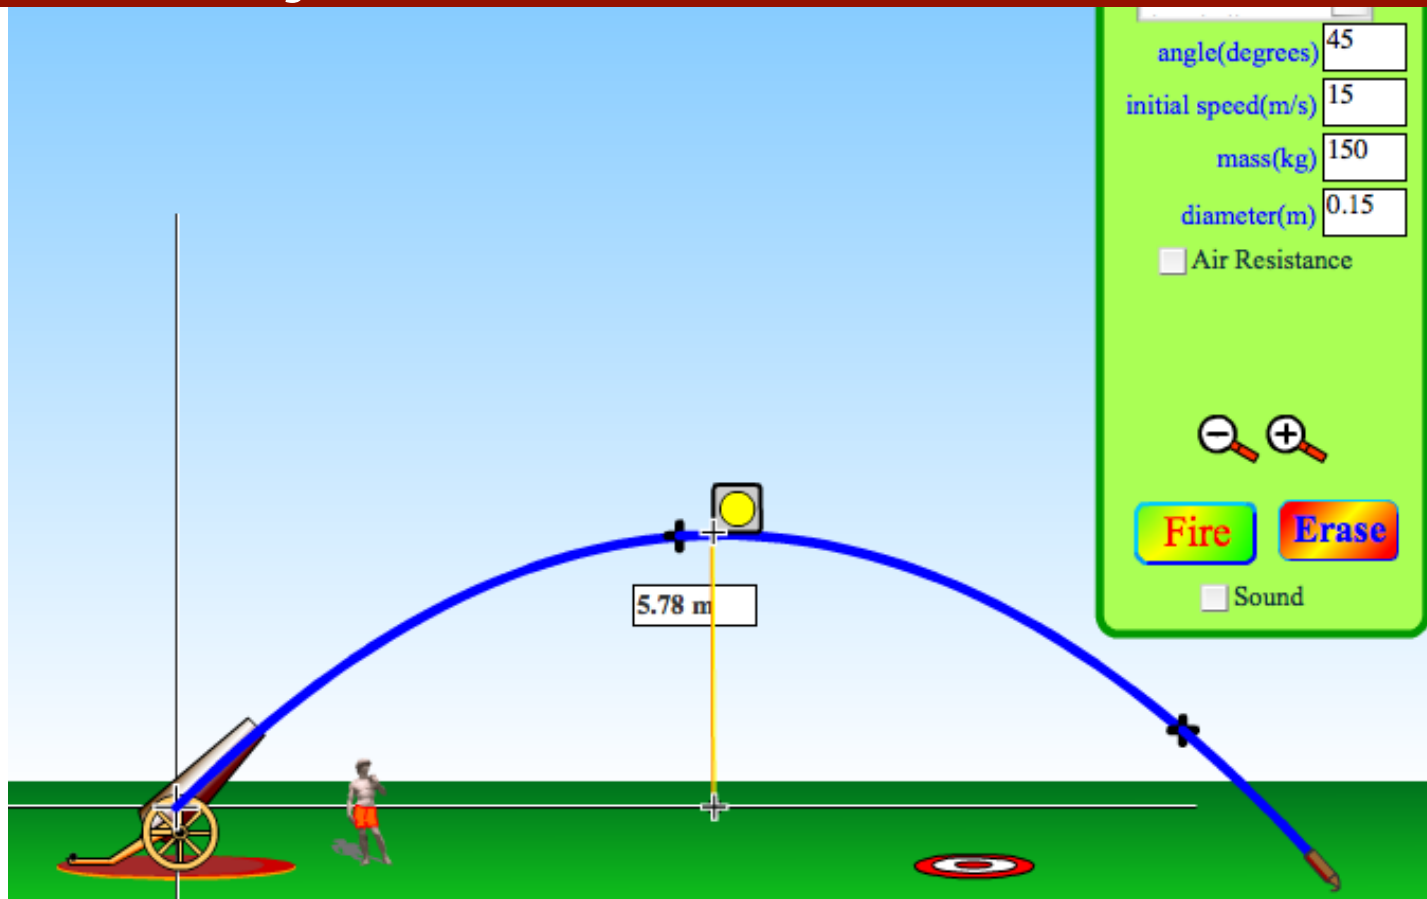 angle(degrees) 45
initial speed(m/s) 15
mass(kg) 150
diameter(m) 0.15
Air Resistance
Fire Erase
5.78 m
Sound